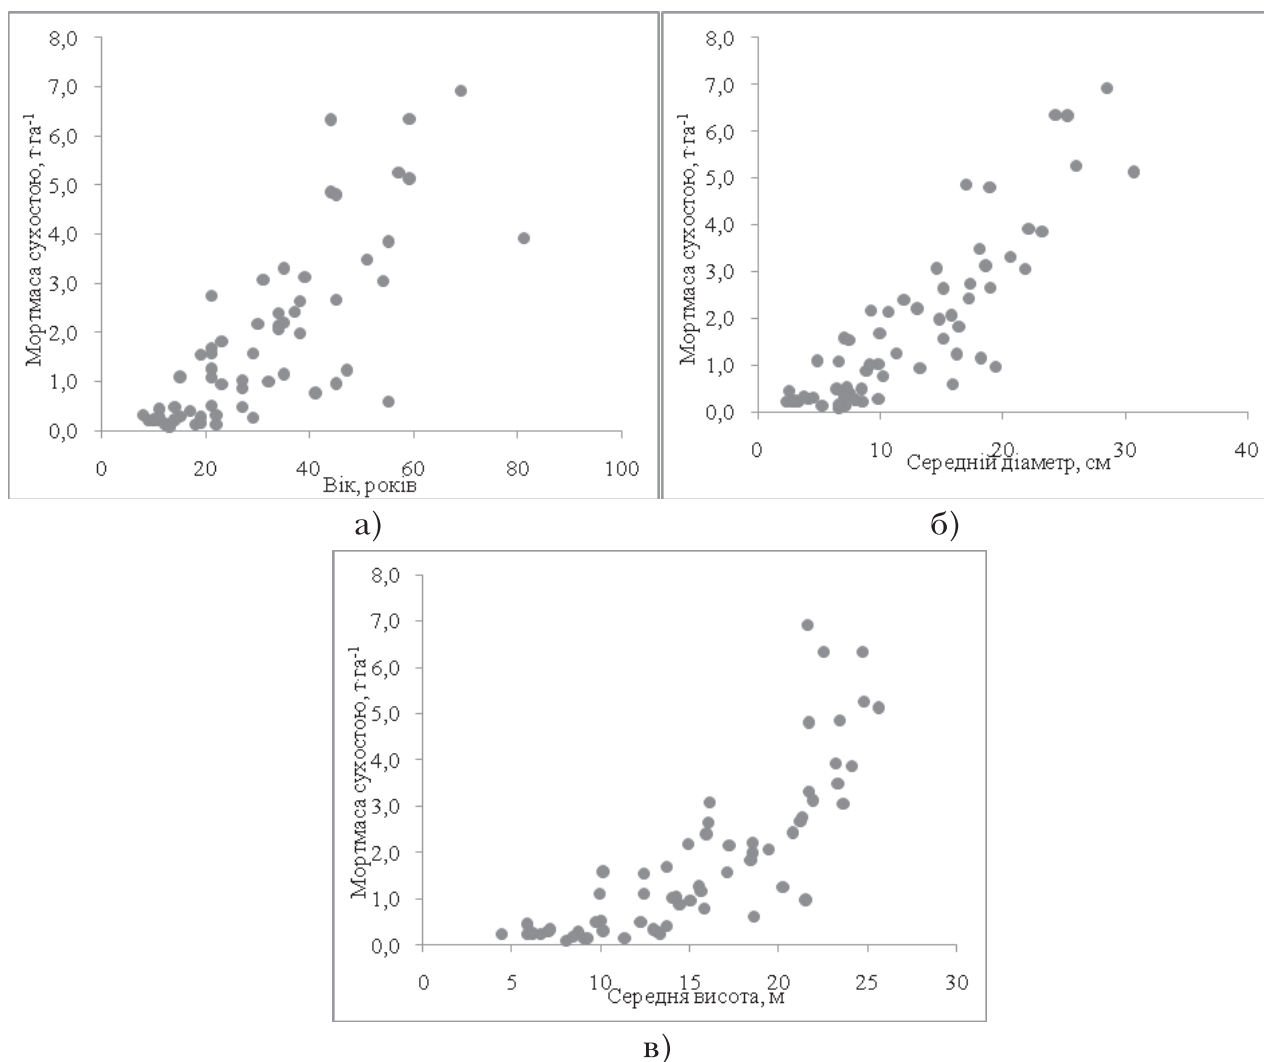 8,0
7,0
6,0
5,0
4,0
3,0
2,0
1,0
0,0
Мортмаса сухостою, т·га-1
0 20 40 60 80 100
Вік, років
а)
8,0
7,0
6,0
5,0
4,0
3,0
2,0
1,0
0,0
Мортмаса сухостою, т·га-1
0 10 20 30 40
Середній діаметр, см
б)
8,0
7,0
6,0
5,0
4,0
3,0
2,0
1,0
0,0
Мортмаса сухостою, т·га-1
0 5 10 15 20 25 30
Середня висота, м
в)